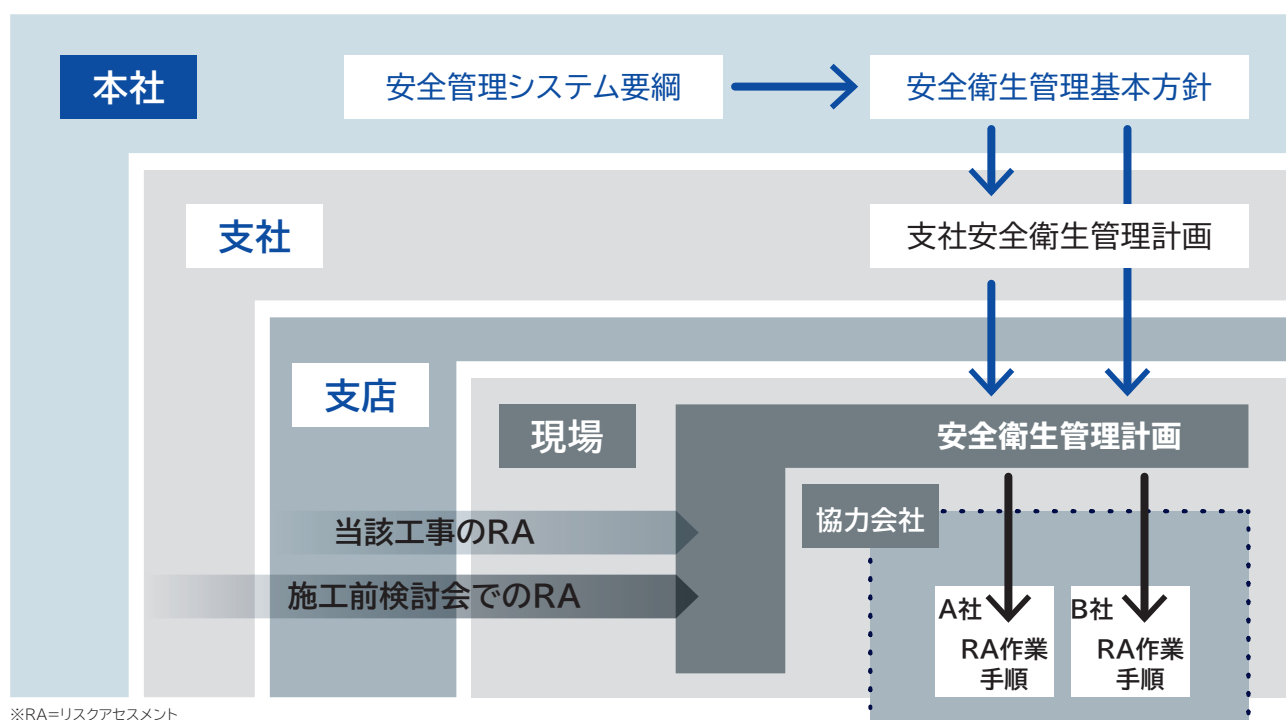 本社
安全管理システム要綱
安全衛生管理基本方針
支社
支社安全衛生管理計画
支店
現場
安全衛生管理計画
協力会社
当該工事のRA
施工前検討会でのRA
A社
RA作業
手順
B社
RA作業
手順
※RA=リスクアセスメント